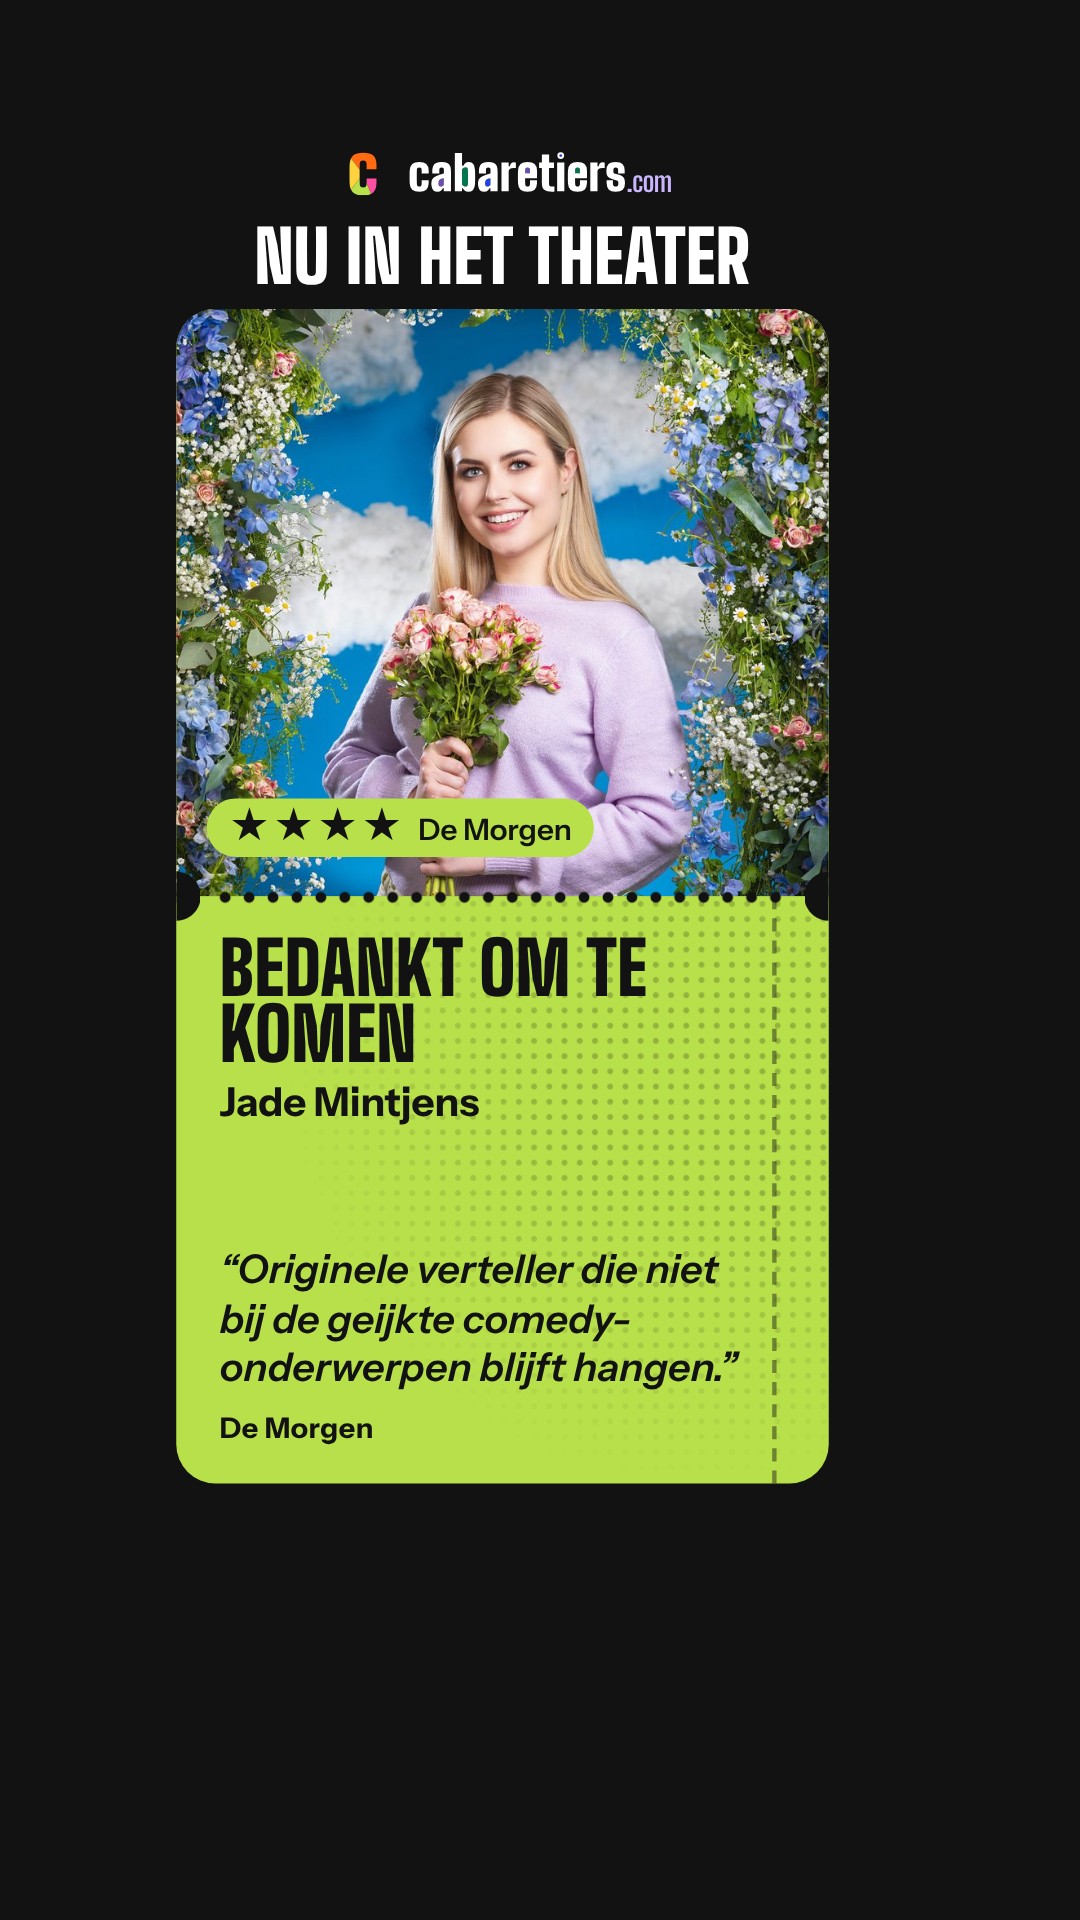 C cabaretiers.com
NU IN HET THEATER
★★★★ De Morgen
BEDANKT OM TE
KOMEN
Jade Mintjens
“Originele verteller die niet
bij de geijkte comedy-
onderwerpen blijft hangen.”
De Morgen